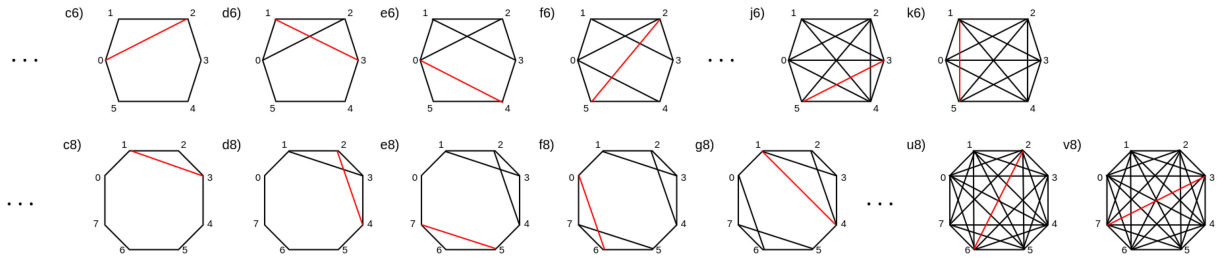 c6) d6) e6) f6) j6) k6)
1 2 1 2 1 2 1 2 1 2 1 2
... 0 3 0 3 0 3 0 3 ... 0 3 0 3
5 4 5 4 5 4 5 4 5 4 5 4
c8) d8) e8) f8) g8) u8) v8)
1 2 1 2 1 2 1 2 1 2 1 2 1 2
0 3 0 3 0 3 0 3 0 3 0 3 0 3
... ...
7 4 7 4 7 4 7 4 7 4 7 4 7 4
6 5 6 5 6 5 6 5 6 5 6 5 6 5